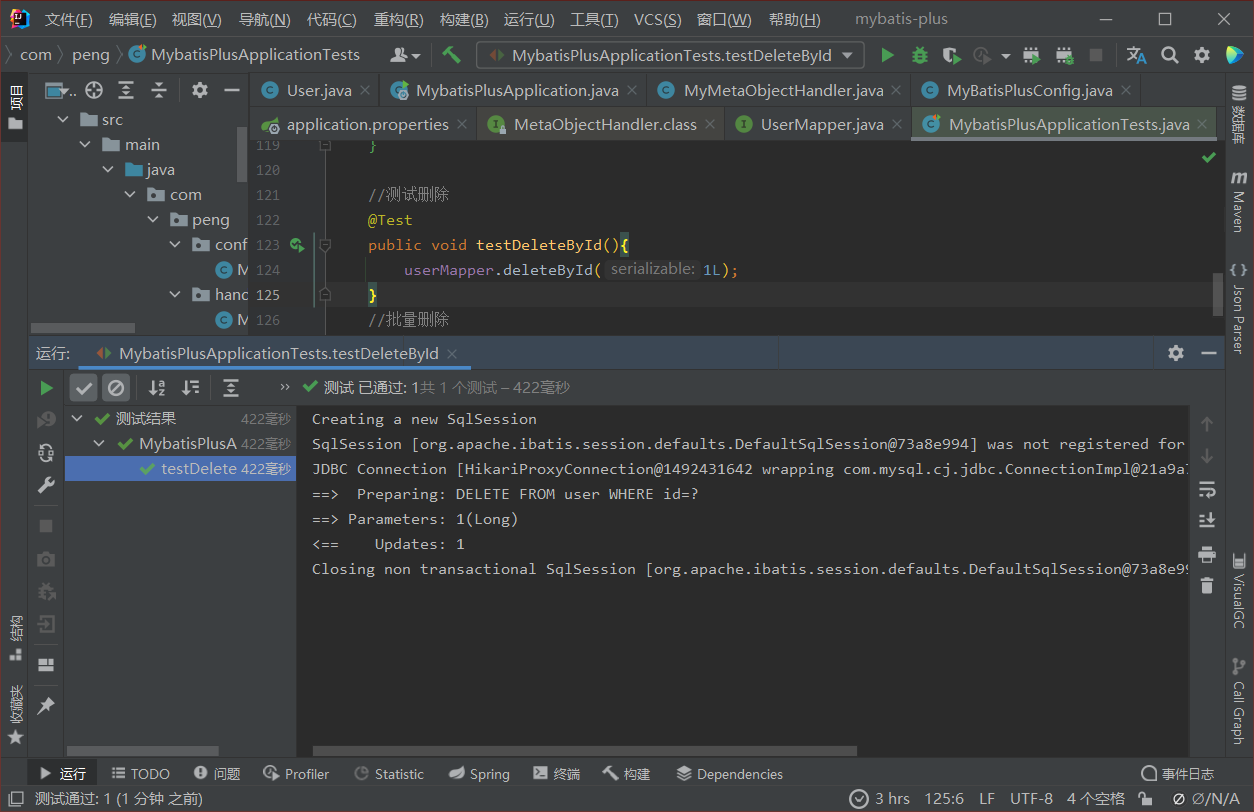 文件(F) 编辑(E) 视图(V) 导航(N) 代码(C) 重构(R) 构建(B) 运行(U) 工具(T) VCS(S) 窗口(W) 帮助(H) mybatis-plus
com peng MybatisPlusApplicationTests MybatisPlusApplicationTests.testDeleteById
项目
User.java MybatisPlusApplication.java MyMetaObjectHandler.java MyBatisPlusConfig.java
application.properties MetaObjectHandler.class UserMapper.java MybatisPlusApplicationTests.java
src
main
java
com
peng
conf
M
hand
M
119 }
120
121 //测试删除
122 @Test
123 public void testDeleteById(){
124 userMapper.deleteById( serializable: 1L);
125 }
126 //批量删除
数据库
m Maven
Json Parser
VisualGC
Call Graph
运行: MybatisPlusApplicationTests.testDeleteById
» 测试 已通过: 1共 1 个测试 – 422毫秒
测试结果 422毫秒
MybatisPlusA 422毫秒
testDelete 422毫秒
Creating a new SqlSession
SqlSession [org.apache.ibatis.session.defaults.DefaultSqlSession@73a8e994] was not registered for
JDBC Connection [HikariProxyConnection@1492431642 wrapping com.mysql.cj.jdbc.ConnectionImpl@21a9a
==>  Preparing: DELETE FROM user WHERE id=?
==> Parameters: 1(Long)
<==    Updates: 1
Closing non transactional SqlSession [org.apache.ibatis.session.defaults.DefaultSqlSession@73a8e99
结构
收藏夹
运行 TODO 问题 Profiler Statistic Spring 终端 构建 Dependencies 事件日志
测试通过: 1 (1 分钟 之前) 3 hrs 125:6 LF UTF-8 4 个空格 Ø/N/A